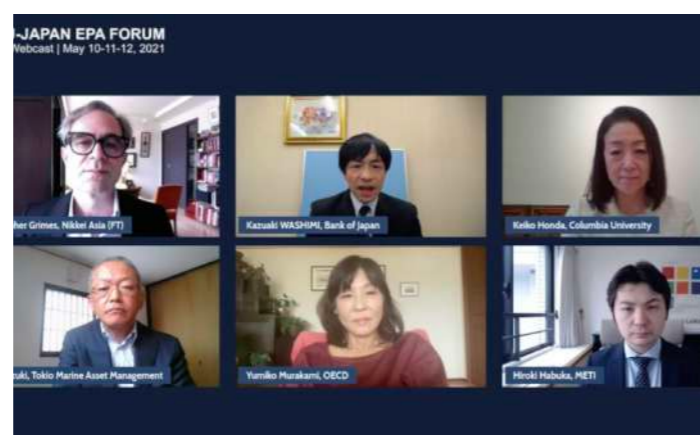 -JAPAN EPA FORUM
Webcast | May 10-11-12, 2021
her Grimes, Nikkei Asia (FT)
Kazuaki WASHIMI, Bank of Japan
Keiko Honda, Columbia University
uki, Tokio Marine Asset Management
Yumiko Murakami, OECD
Hiroki Habuka, METI